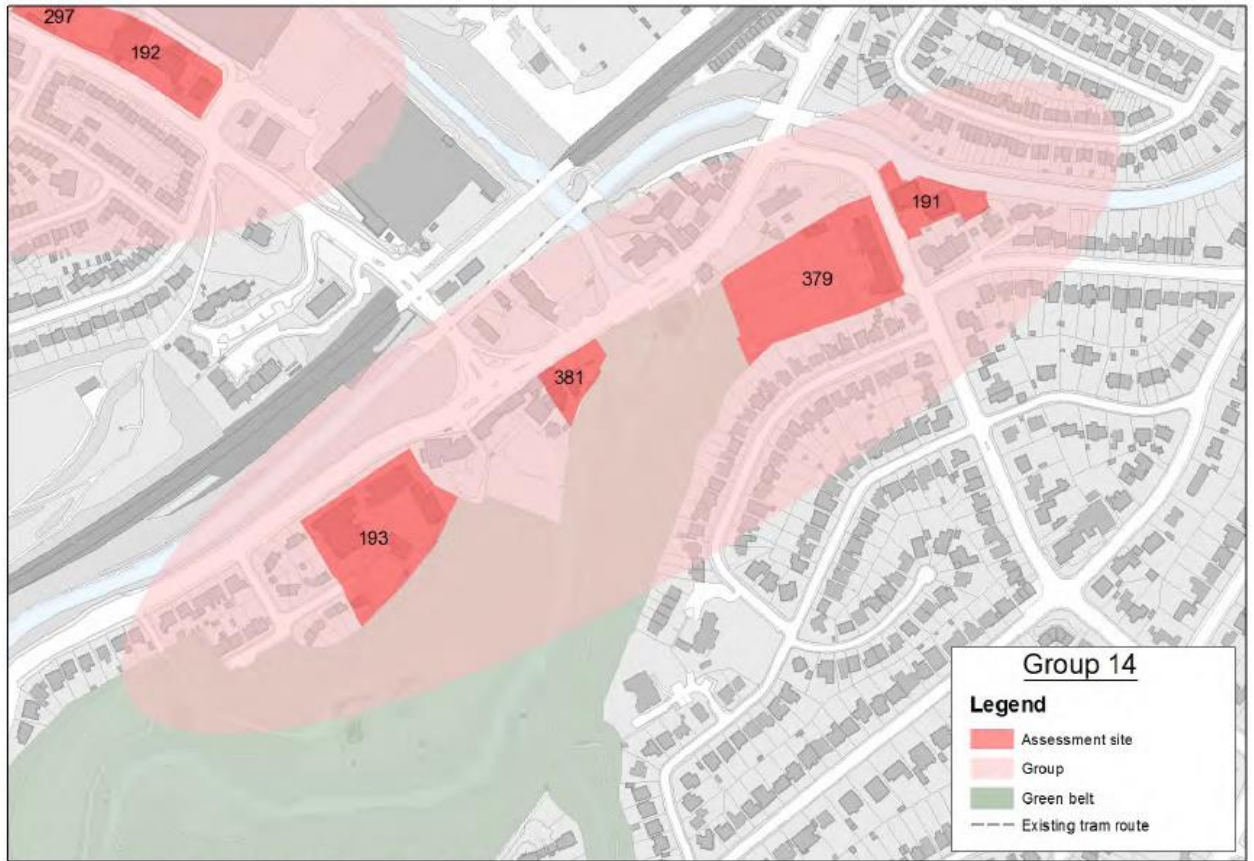 297
192
191
379
381
193
Group 14
Legend
Assessment site
Group
Green belt
Existing tram route